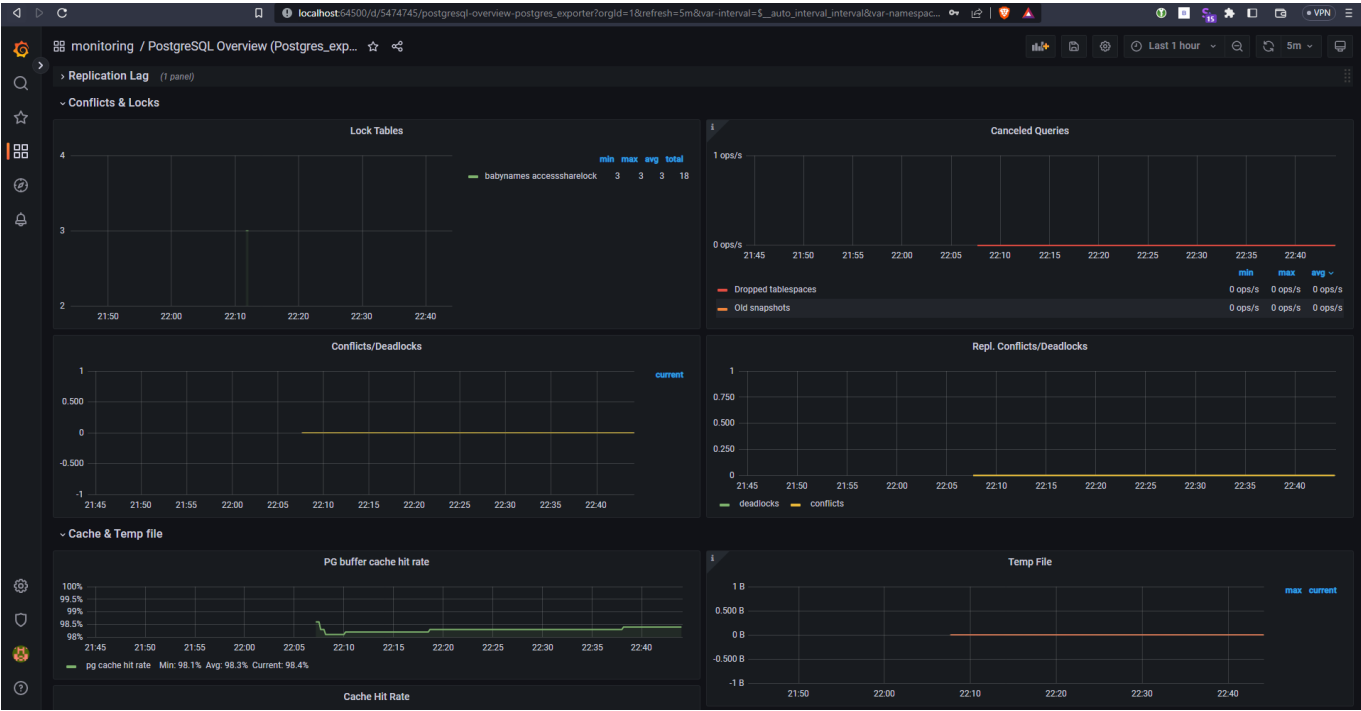 localhost:64500/d/5474745/postgresql-overview-postgres_exporter?orgId=1&refresh=5m&var-interval=$__auto_interval_interval&var-namespac...
VPN
15
monitoring / PostgreSQL Overview (Postgres_exp...
Last 1 hour
5m
Replication Lag (1 panel)
Conflicts & Locks
Lock Tables
4
3
2
21:50 22:00 22:10 22:20 22:30 22:40
min max avg total
babynames accesssharelock 3 3 3 18
i
Canceled Queries
1 ops/s
0 ops/s
21:45 21:50 21:55 22:00 22:05 22:10 22:15 22:20 22:25 22:30 22:35 22:40
min max avg
Dropped tablespaces 0 ops/s 0 ops/s 0 ops/s
Old snapshots 0 ops/s 0 ops/s 0 ops/s
Conflicts/Deadlocks
1
0.500
0
-0.500
-1
21:45 21:50 21:55 22:00 22:05 22:10 22:15 22:20 22:25 22:30 22:35 22:40
current
Repl. Conflicts/Deadlocks
1
0.750
0.500
0.250
0
21:45 21:50 21:55 22:00 22:05 22:10 22:15 22:20 22:25 22:30 22:35 22:40
deadlocks conflicts
Cache & Temp file
PG buffer cache hit rate
100%
99.5%
99%
98.5%
98%
21:45 21:50 21:55 22:00 22:05 22:10 22:15 22:20 22:25 22:30 22:35 22:40
pg cache hit rate Min: 98.1% Avg: 98.3% Current: 98.4%
i
Temp File
1 B
0.500 B
0 B
-0.500 B
-1 B
21:50 22:00 22:10 22:20 22:30 22:40
max current
Cache Hit Rate